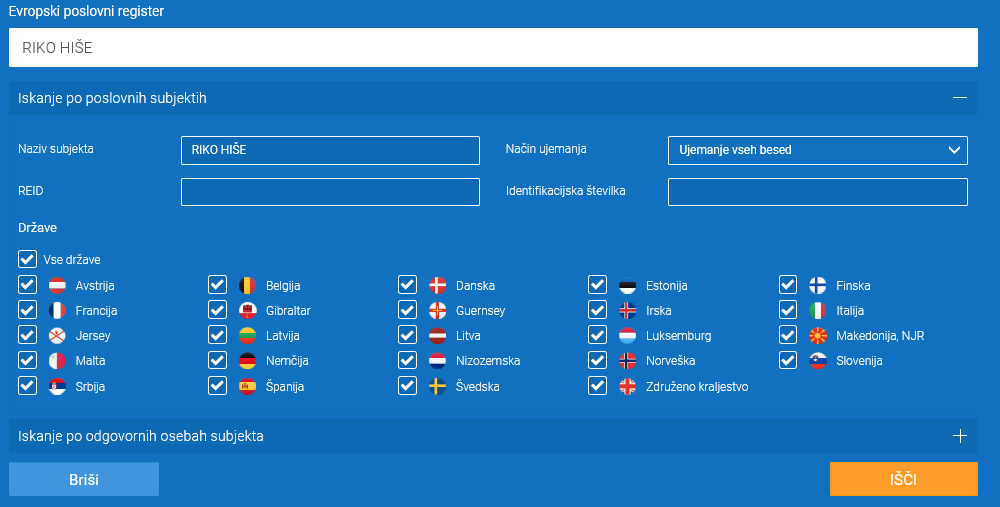 Evropski poslovni register
RIKO HIŠE
Iskanje po poslovnih subjektih
Naziv subjekta RIKO HIŠE Način ujemanja Ujemanje vseh besed
REID Identifikacijska številka
Države
Vse države
Avstrija Belgija Danska Estonija Finska
Francija Gibraltar Guernsey Irska Italija
Jersey Latvija Litva Luksemburg Makedonija, NJR
Malta Nemčija Nizozemska Norveška Slovenija
Srbija Španija Švedska Združeno kraljestvo
Iskanje po odgovornih osebah subjekta
Briši IŠČI